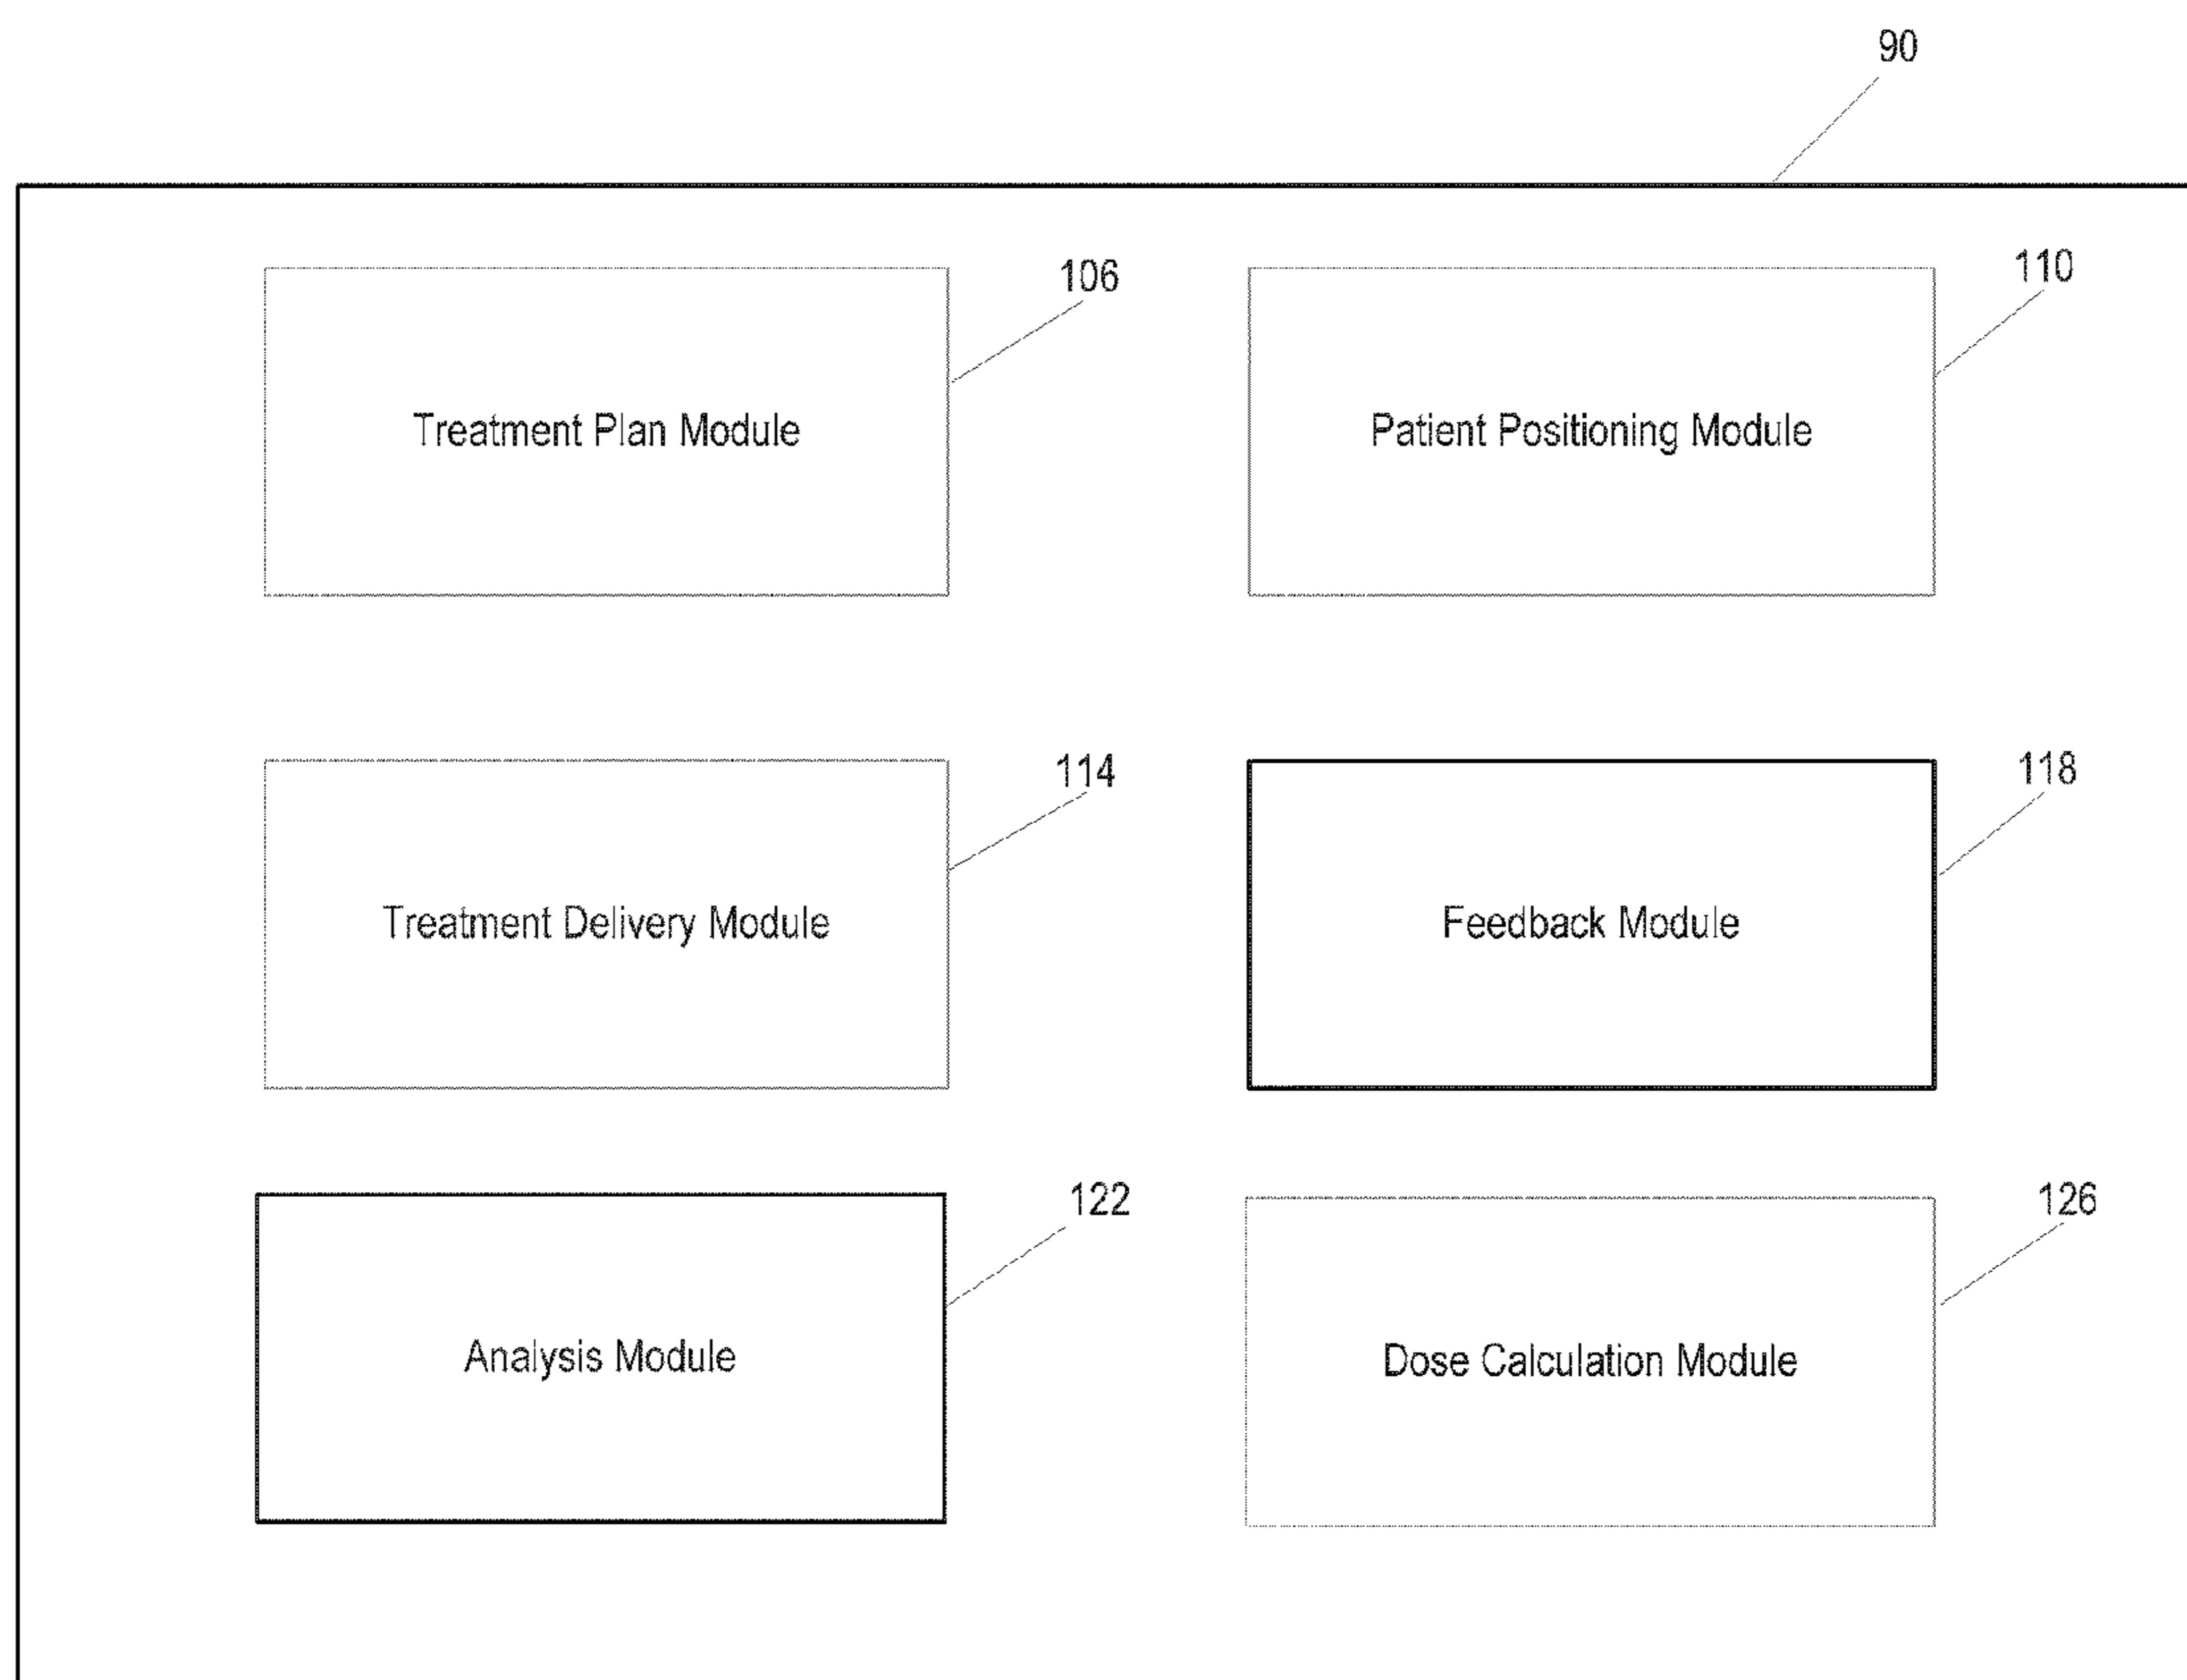 90
106
110
Treatment Plan Module
Patient Positioning Module
114
118
Treatment Delivery Module
Feedback Module
122
126
Analysis Module
Dose Calculation Module